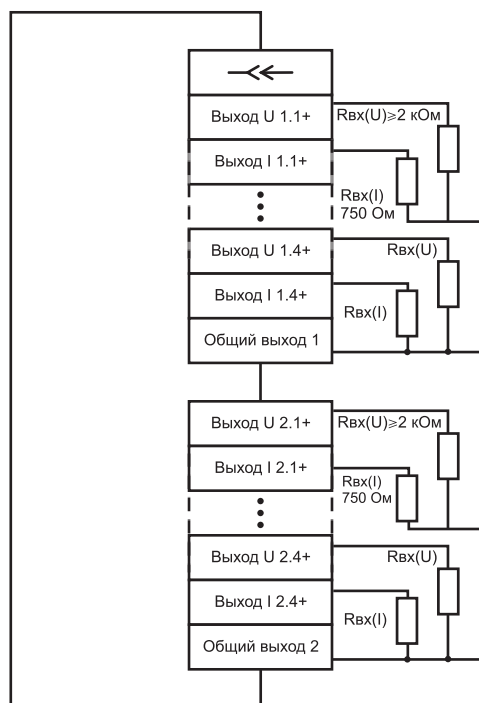 Выход U 1.1+
Rвх(U)≥2 кОм
Выход I 1.1+
Rвх(I)
750 Ом
Выход U 1.4+
Rвх(U)
Выход I 1.4+
Rвх(I)
Общий выход 1
Выход U 2.1+
Rвх(U)≥2 кОм
Выход I 2.1+
Rвх(I)
750 Ом
Выход U 2.4+
Rвх(U)
Выход I 2.4+
Rвх(I)
Общий выход 2